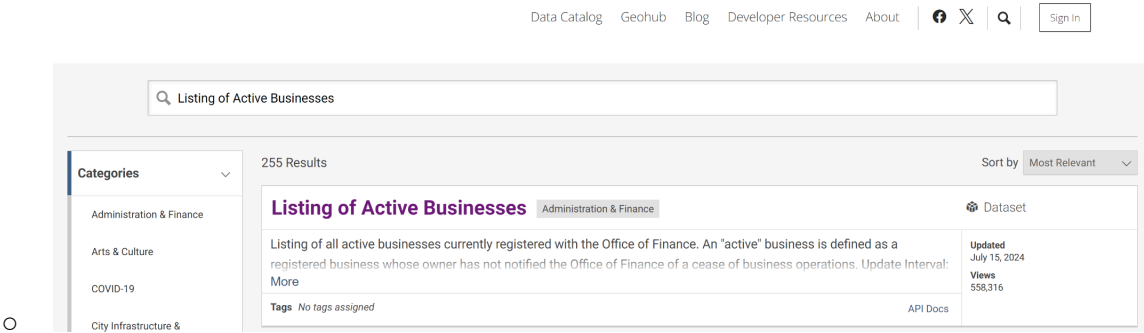 Data Catalog Geohub Blog Developer Resources About Sign In
Listing of Active Businesses
Categories
Administration & Finance
Arts & Culture
COVID-19
City Infrastructure &
255 Results
Sort by Most Relevant
Listing of Active Businesses Administration & Finance
Dataset
Listing of all active businesses currently registered with the Office of Finance. An "active" business is defined as a
registered business whose owner has not notified the Office of Finance of a cease of business operations. Update Interval:
More
Tags No tags assigned
API Docs
Updated
July 15, 2024
Views
558,316